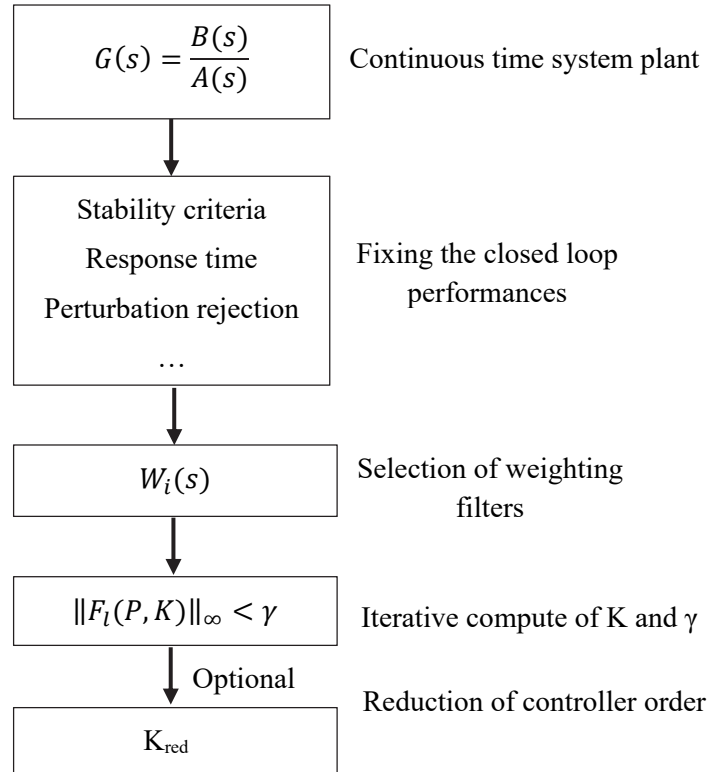 G(s) = B(s)/A(s)
Continuous time system plant
Stability criteria
Response time
Perturbation rejection
…
Fixing the closed loop
performances
W_i(s)
Selection of weighting
filters
‖F_l(P, K)‖_∞ < γ
Iterative compute of K and γ
Optional
Reduction of controller order
K_red